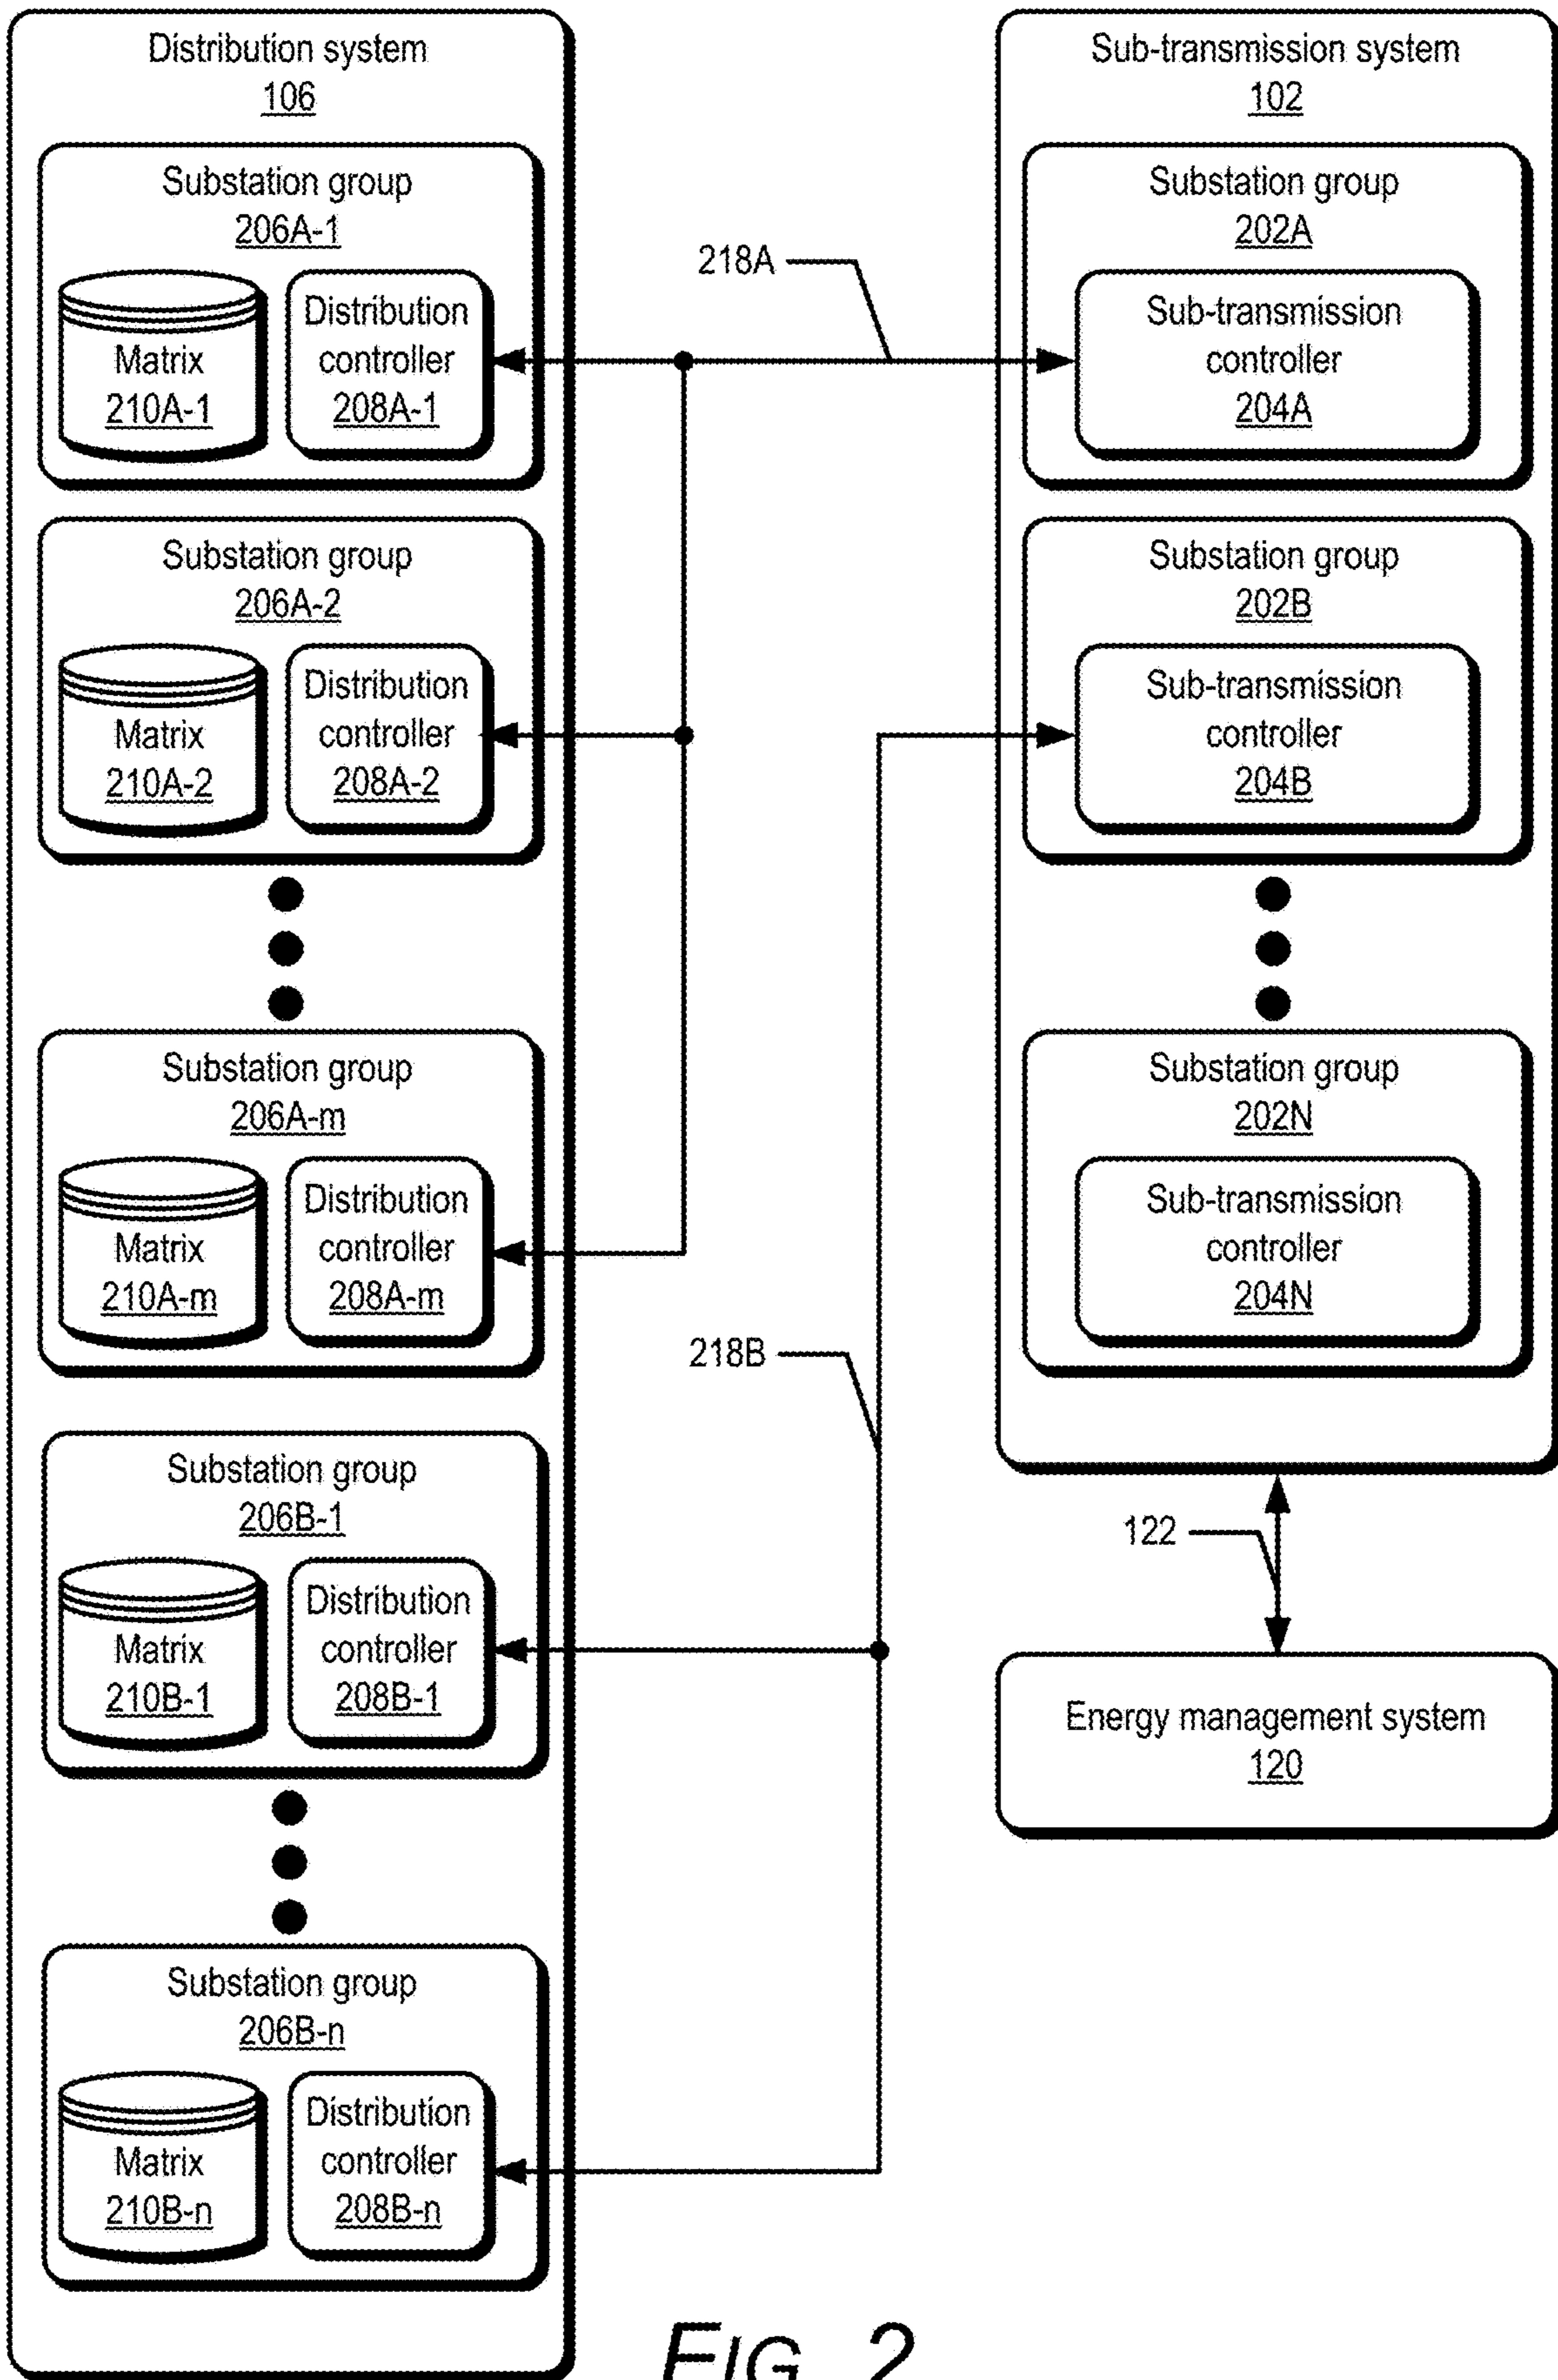 Distribution system
106
Substation group
206A-1
Matrix
210A-1
Distribution
controller
208A-1
Substation group
206A-2
Matrix
210A-2
Distribution
controller
208A-2
Substation group
206A-m
Matrix
210A-m
Distribution
controller
208A-m
Substation group
206B-1
Matrix
210B-1
Distribution
controller
208B-1
Substation group
206B-n
Matrix
210B-n
Distribution
controller
208B-n
218A
218B
Sub-transmission system
102
Substation group
202A
Sub-transmission
controller
204A
Substation group
202B
Sub-transmission
controller
204B
Substation group
202N
Sub-transmission
controller
204N
122
Energy management system
120
FIG. 2